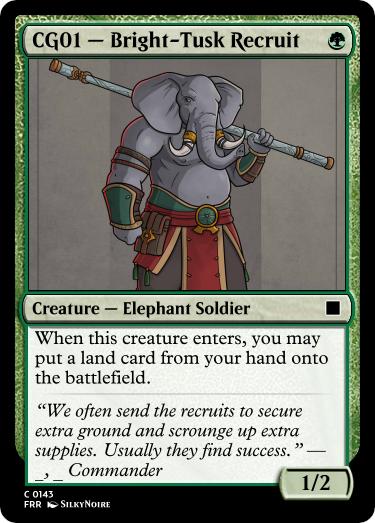 CG01 — Bright-Tusk Recruit
Creature — Elephant Soldier
When this creature enters, you may
put a land card from your hand onto
the battlefield.
“We often send the recruits to secure
extra ground and scrounge up extra
supplies. Usually they find success.” —
_, _ Commander
1/2
C 0143
FRR SilkyNoire